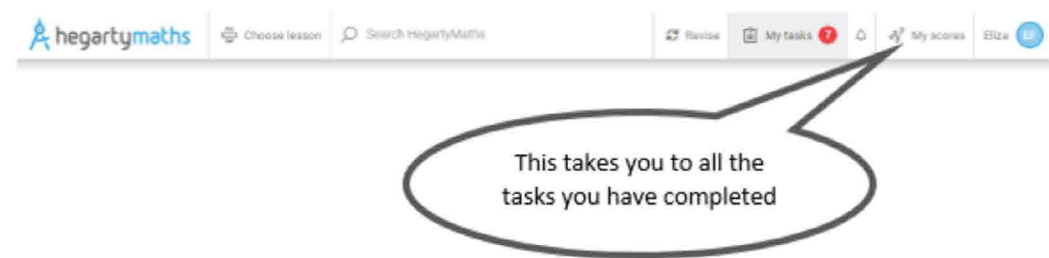 hegartymaths Choose lesson Search HegartyMaths Revise My tasks 7 My scores Eliza EF
This takes you to all the
tasks you have completed